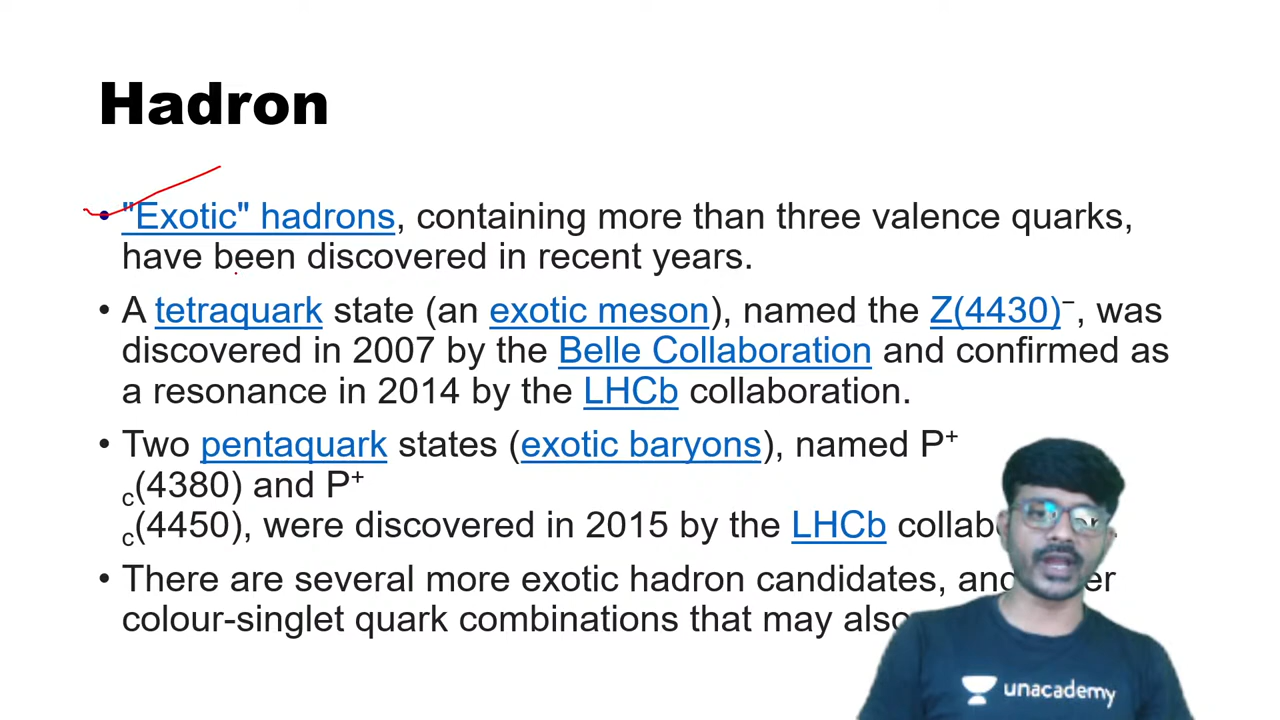 Hadron
• "Exotic" hadrons, containing more than three valence quarks,
have been discovered in recent years.
• A tetraquark state (an exotic meson), named the Z(4430)⁻, was
discovered in 2007 by the Belle Collaboration and confirmed as
a resonance in 2014 by the LHCb collaboration.
• Two pentaquark states (exotic baryons), named P⁺
c(4380) and P⁺
c(4450), were discovered in 2015 by the LHCb
• There are several more exotic hadron candidates,
colour-singlet quark combinations that may also
unacademy